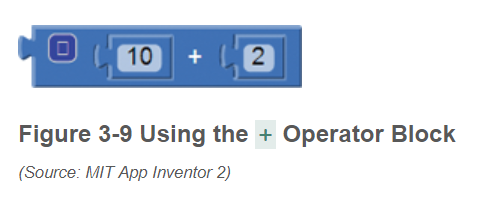 10 + 2
Figure 3-9 Using the + Operator Block
(Source: MIT App Inventor 2)